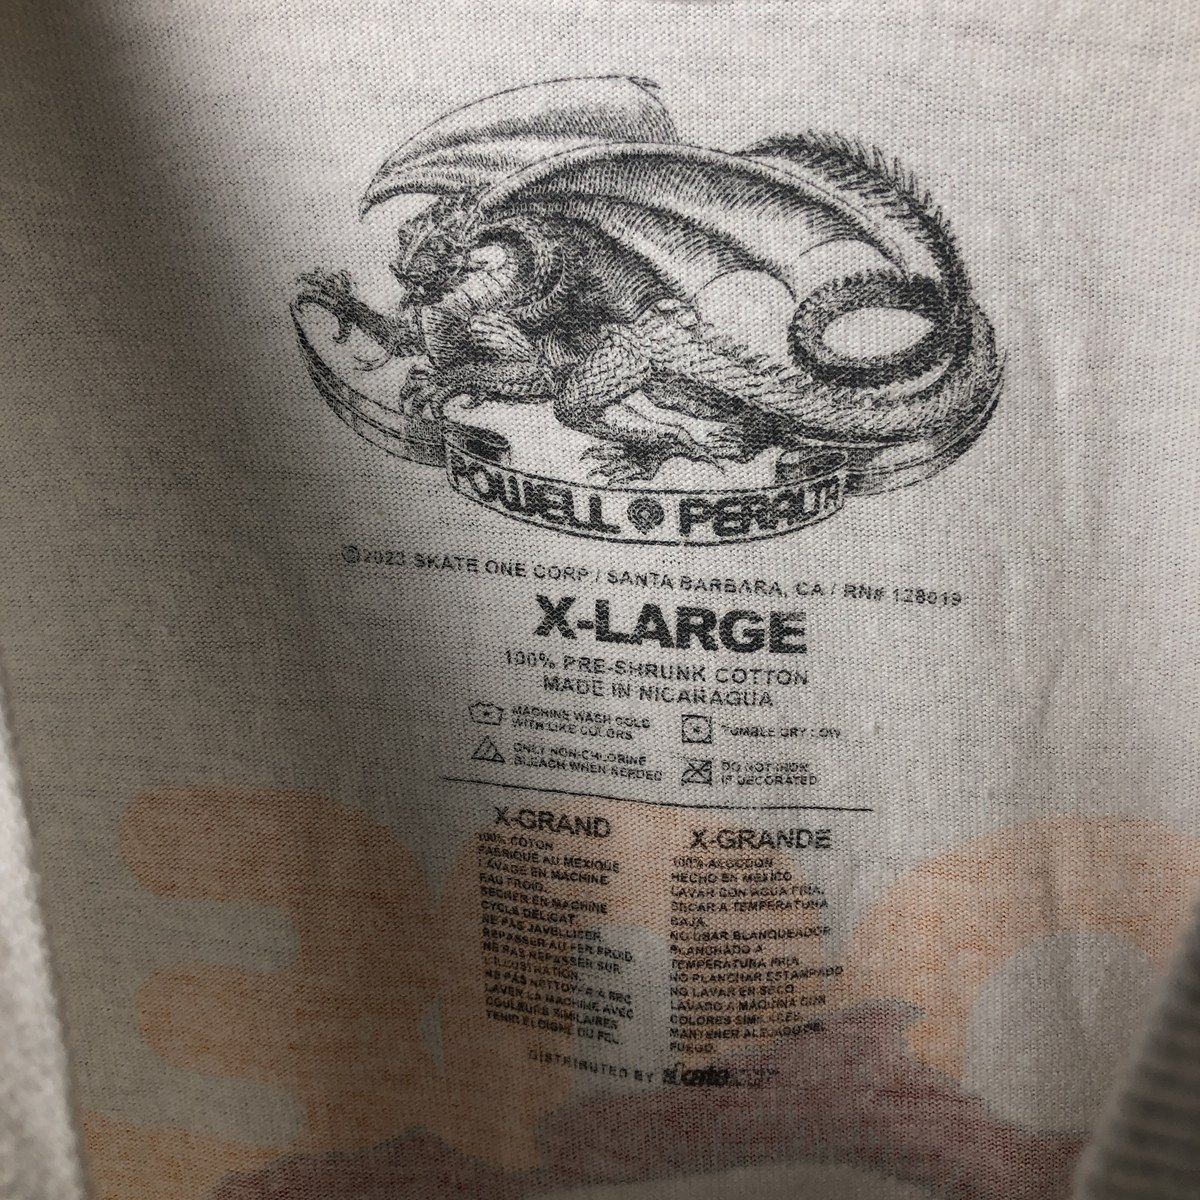 POWELL PERALTA
©2023 SKATE ONE CORP / SANTA BARBARA, CA / RN# 128019
X-LARGE
100% PRE-SHRUNK COTTON
MADE IN NICARAGUA
MACHINE WASH COLD
WITH LIKE COLORS
TUMBLE DRY LOW
ONLY NON-CHLORINE
BLEACH WHEN NEEDED
DO NOT IRON
IF DECORATED
X-GRAND
100% COTON
FABRIQUE AU MEXIQUE
LAVAGE EN MACHINE
EAU FROID.
SECHER EN MACHINE
CYCLE DELICAT.
NE PAS JAVELLISER.
REPASSER AU FER FROID.
NE PAS REPASSER SUR
L'ILLUSTRATION.
NE PAS NETTOYER A SEC
LAVER LA MACHINE AVEC
COULEURS SIMILAIRES
TENIR ELOIGNE DU FEU.
X-GRANDE
100% ALGODON
HECHO EN MEXICO
LAVAR CON AGUA FRIA.
SECAR A TEMPERATURA
BAJA.
NO USAR BLANQUEADOR
PLANCHADO A
TEMPERATURA FRIA
NO PLANCHAR ESTAMPADO
NO LAVAR EN SECO.
LAVADO A MAQUINA CON
COLORES SIMILARES.
MANTENER ALEJADO DEL
FUEGO.
DISTRIBUTED BY